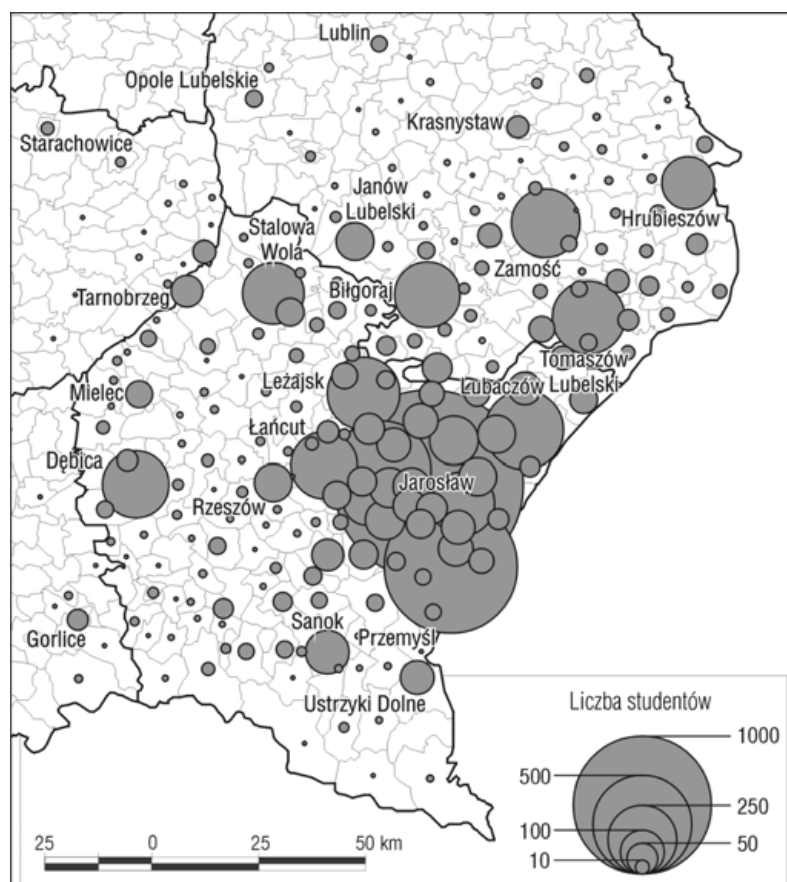 Lublin
Opole Lubelskie
Krasnystaw
Starachowice
Janów
Lubelski
Stalowa
Wola
Hrubieszów
Zamość
Tarnobrzeg
Biłgoraj
Tomaszów
Lubelski
Leżajsk
Lubaczów
Mielec
Łańcut
Dębica
Jarosław
Rzeszów
Sanok
Przemyśl
Gorlice
Ustrzyki Dolne
Liczba studentów
1000
500
250
100
50
10
25 0 25 50 km